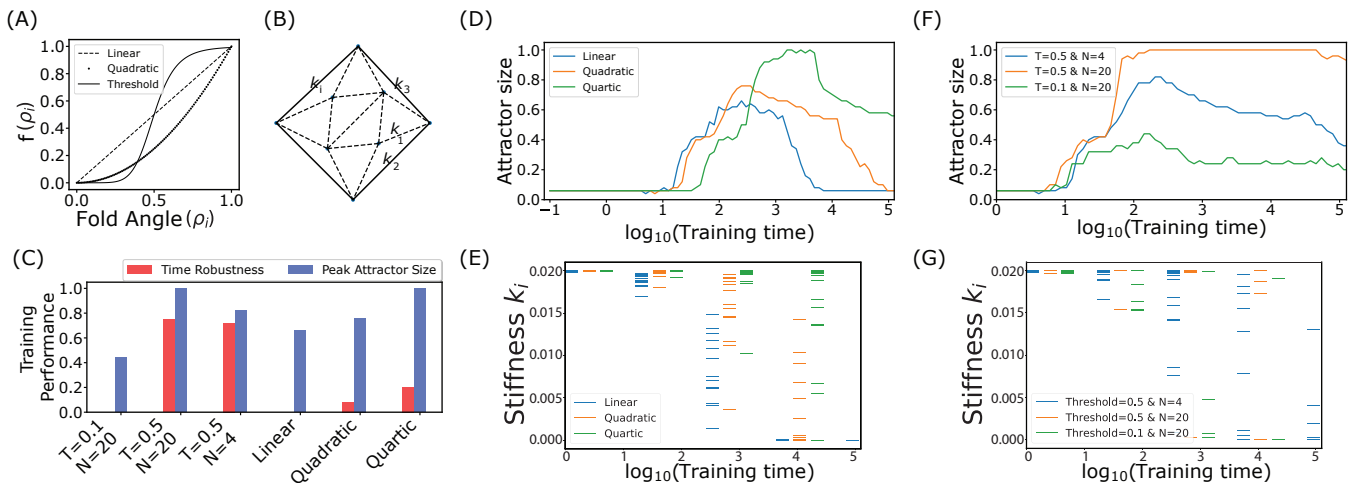 (A)
1.0
0.8
0.6
0.4
0.2
0.0
f(ρi)
Linear
Quadratic
Threshold
0.0
0.5
1.0
Fold Angle(ρi)
(B)
ki
k3
k1
k2
(C)
Time Robustness
Peak Attractor Size
Training
Performance
1.0
0.8
0.6
0.4
0.2
0.0
T=0.1
N=20
T=0.5
N=20
T=0.5
N=4
Linear
Quadratic
Quartic
(D)
Attractor size
1.0
0.8
0.6
0.4
0.2
0.0
Linear
Quadratic
Quartic
−1
0
1
2
3
4
5
log10(Training time)
(E)
Stiffness ki
0.020
0.015
0.010
0.005
0.000
Linear
Quadratic
Quartic
0
1
2
3
4
5
log10(Training time)
(F)
Attractor size
1.0
0.8
0.6
0.4
0.2
0.0
T=0.5 & N=4
T=0.5 & N=20
T=0.1 & N=20
0
1
2
3
4
5
log10(Training time)
(G)
Stiffness ki
0.020
0.015
0.010
0.005
0.000
Threshold=0.5 & N=4
Threshold=0.5 & N=20
Threshold=0.1 & N=20
0
1
2
3
4
5
log10(Training time)